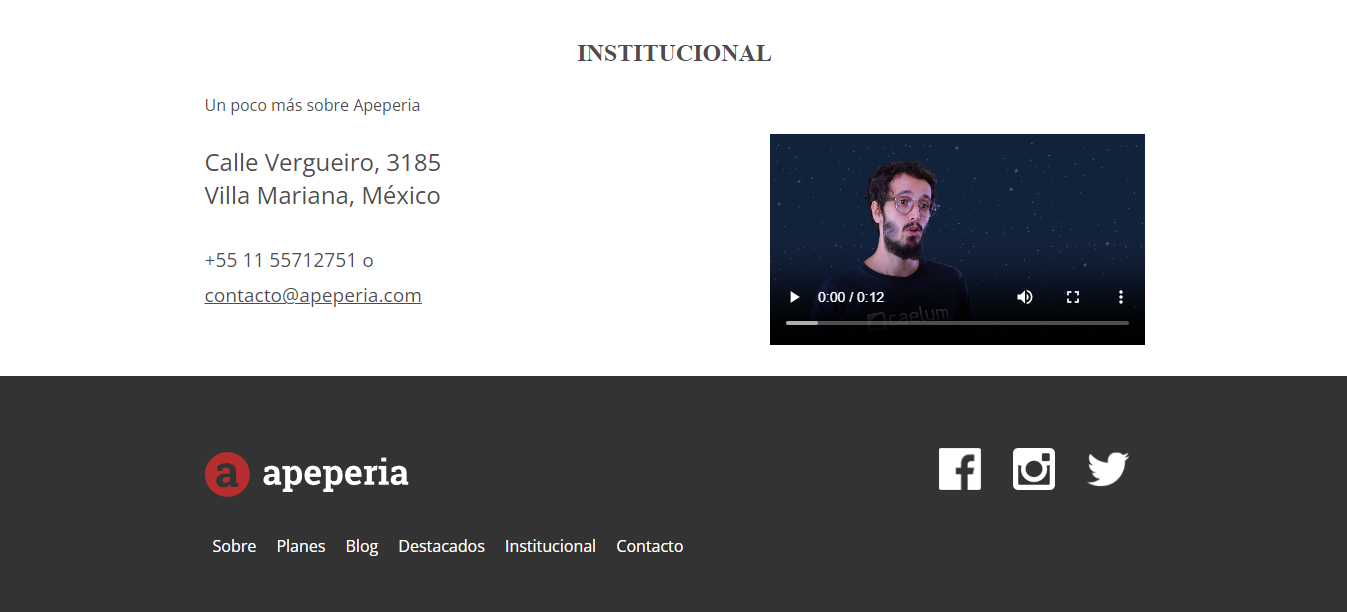 INSTITUCIONAL
Un poco más sobre Apeperia
Calle Vergueiro, 3185
Villa Mariana, México
+55 11 55712751 o
contacto@apeperia.com
caelum
0:00 / 0:12
a apeperia
Sobre Planes Blog Destacados Institucional Contacto